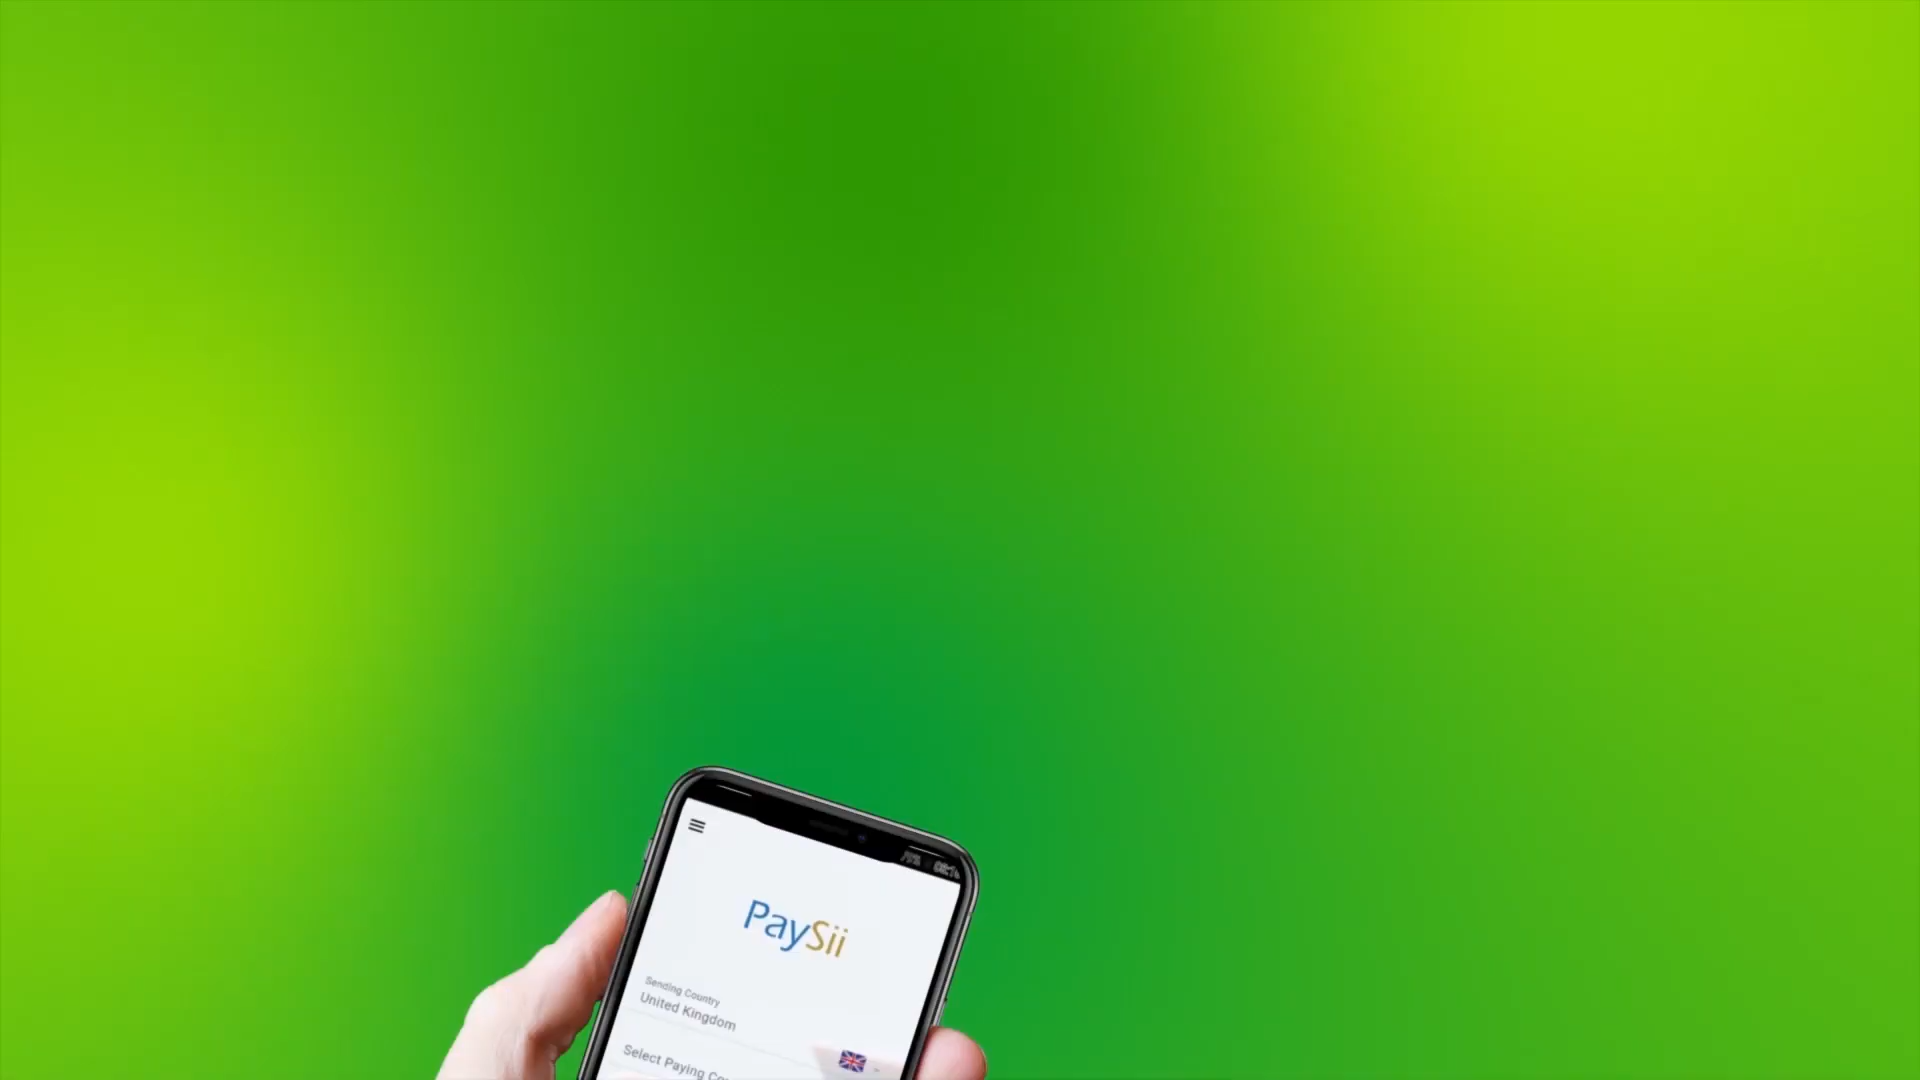 PaySii
Sending Country
United Kingdom
Select Paying